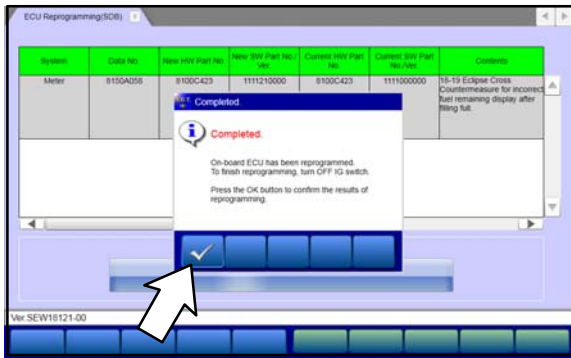 ECU Reprogramming(SDB)
System Data No. New HW Part No. New SW Part No./Ver. Current HW Part No. Current SW Part No./Ver. Contents
Meter 8150A056 8100C423 1111210000 8100C423 1111000000 16-19 Eclipse Cross
Countermeasure for incorrect
fuel remaining display after
filling full.
Completed.
Completed.
On-board ECU has been reprogrammed.
To finish reprogramming, turn OFF IG switch.
Press the OK button to confirm the results of
reprogramming.
Ver.SEW18121-00